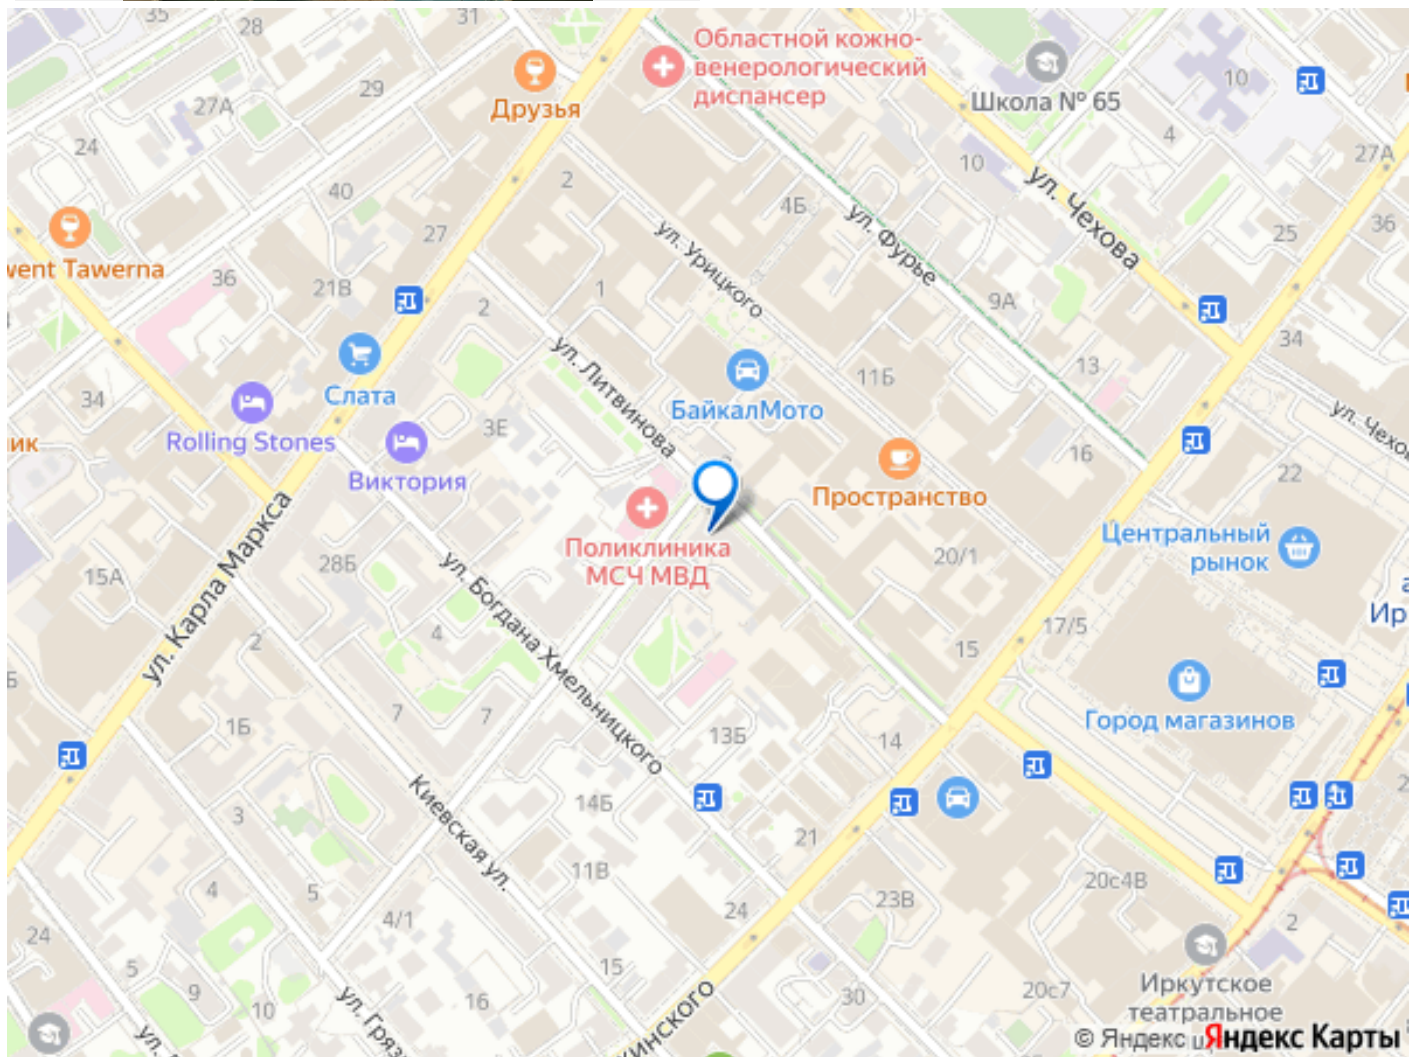 35
28
31
Друзья
Областной кожно-
венерологический
диспансер
Школа № 65
10
27А
29
24
4
27А
10
ул. Чехова
40
2
4Б
ул. Фурье
36
25
27
ул. Урицкого
vent Tawerna
36
21В
1
2
9А
34
ул. Литвинова
13
11Б
Слата
БайкалМото
34
ул. Чехо
ик
Rolling Stones
3Е
16
22
Виктория
Пространство
ул. Карла Маркса
Центральный
рынок
Поликлиника
МСЧ МВД
20/1
28Б
15А
ул. Богдана Хмельницкого
Ир
17/5
4
2
15
Город магазинов
7
7
1Б
13Б
14
Киевская ул.
14Б
3
21
11В
20с4В
5
4
23В
4/1
24
24
2
5
15
Иркутское
театральное
9
10
16
30
20с7
ул. Гряз
кинского
© Яндекс
Яндекс Карты